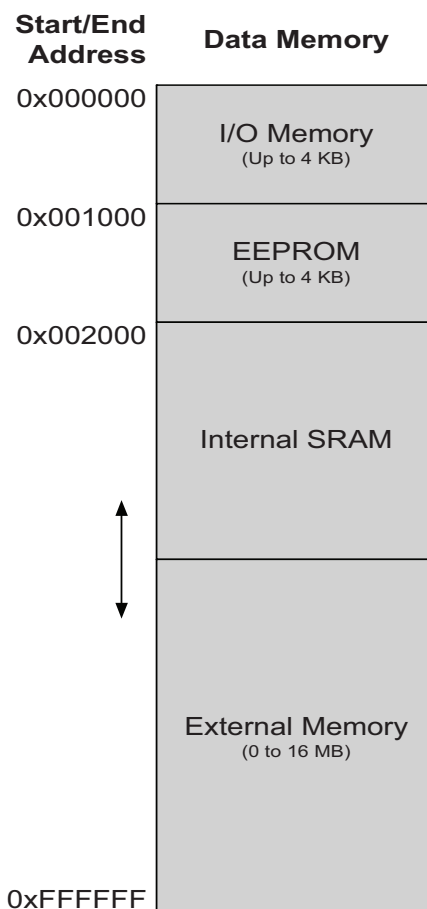 Start/End
Address
Data Memory
0x000000
I/O Memory
(Up to 4 KB)
0x001000
EEPROM
(Up to 4 KB)
0x002000
Internal SRAM
External Memory
(0 to 16 MB)
0xFFFFFF